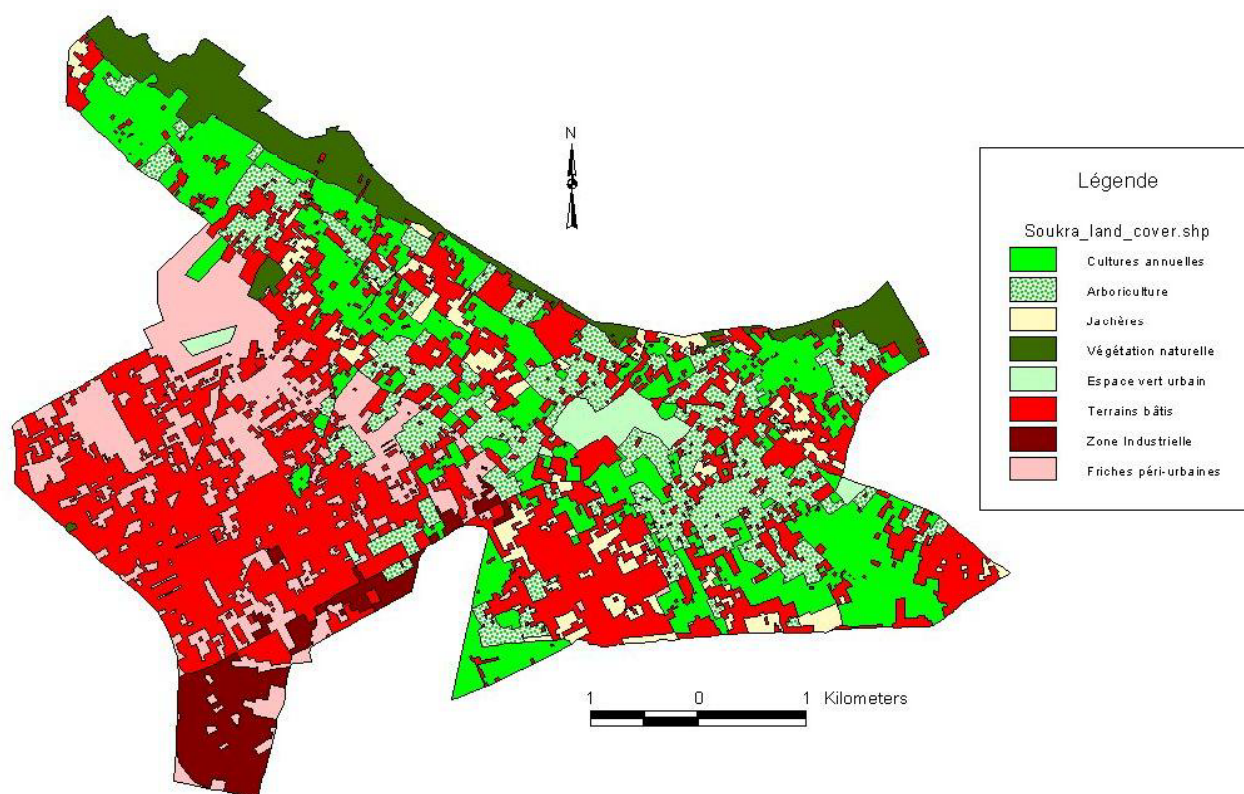 N
Légende
Soukra_land_cover.shp
Cultures annuelles
Arboriculture
Jachères
Végétation naturelle
Espace vert urbain
Terrains bâtis
Zone Industrielle
Friches péri-urbaines
1 0 1 Kilometers